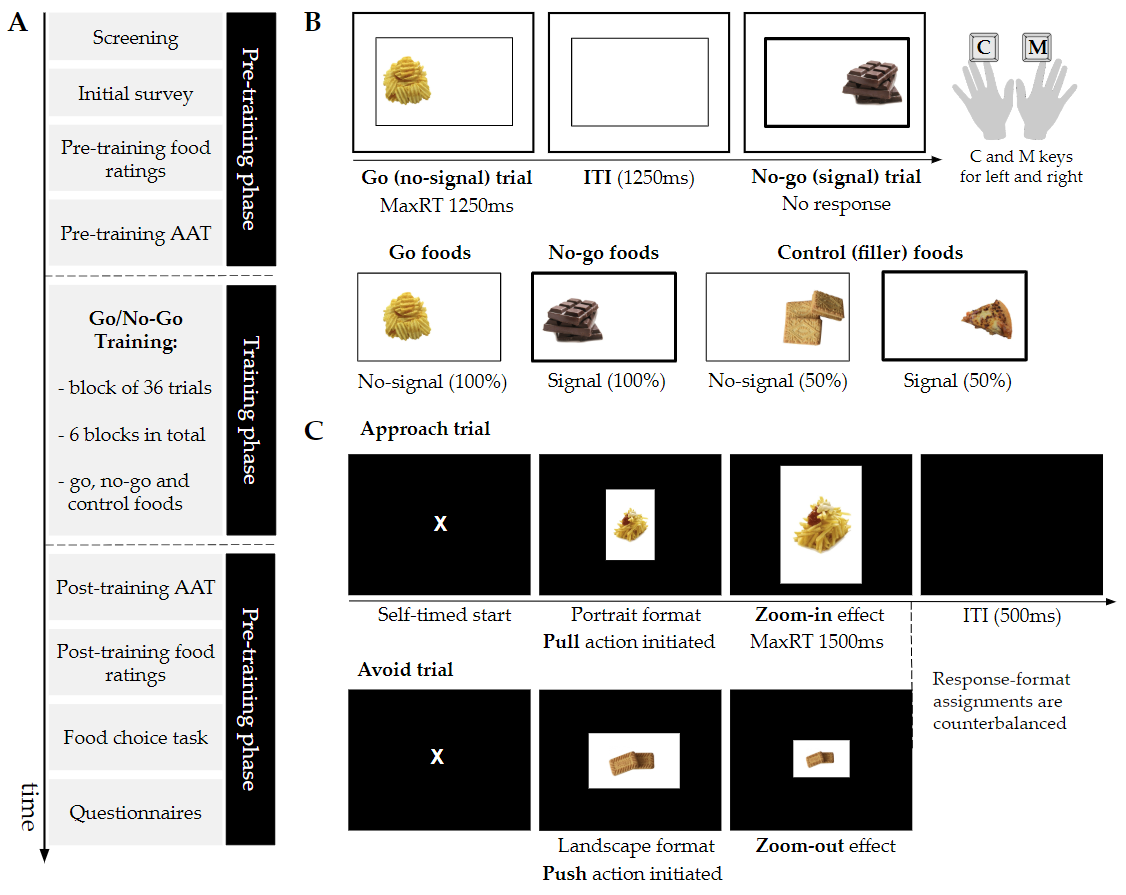 A
Screening
Initial survey
Pre-training food
ratings
Pre-training AAT
Pre-training phase
Go/No-Go
Training:
- block of 36 trials
- 6 blocks in total
- go, no-go and
control foods
Training phase
Post-training AAT
Post-training food
ratings
Food choice task
Questionnaires
Pre-training phase
time
B
Go (no-signal) trial
MaxRT 1250ms
ITI (1250ms)
No-go (signal) trial
No response
C M
C and M keys
for left and right
Go foods
No-go foods
Control (filler) foods
No-signal (100%)
Signal (100%)
No-signal (50%)
Signal (50%)
C
Approach trial
X
Self-timed start
Portrait format
Pull action initiated
Zoom-in effect
MaxRT 1500ms
ITI (500ms)
Avoid trial
X
Landscape format
Push action initiated
Zoom-out effect
Response-format
assignments are
counterbalanced